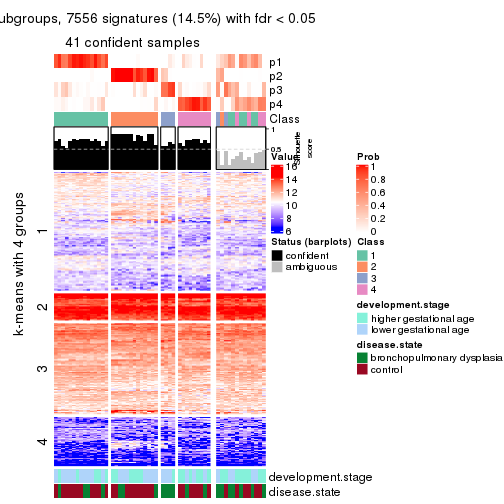 ubgroups, 7556 signatures (14.5%) with fdr < 0.05
41 confident samples
p1
p2
p3
p4
Class
1
0.5
0
Silhouette
score
k-means with 4 groups
1
2
3
4
Value
16
14
12
10
8
6
Prob
1
0.8
0.6
0.4
0.2
0
Status (barplots)
confident
ambiguous
Class
1
2
3
4
development.stage
higher gestational age
lower gestational age
disease.state
bronchopulmonary dysplasia
control
development.stage
disease.state